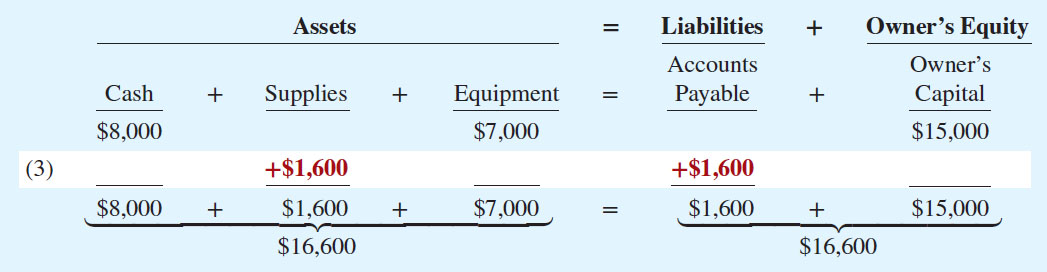 Assets = Liabilities + Owner's Equity
Accounts Owner's
Cash + Supplies + Equipment = Payable + Capital
$8,000 $7,000 $15,000
(3) +$1,600 +$1,600
$8,000 + $1,600 + $7,000 = $1,600 + $15,000
$16,600 $16,600